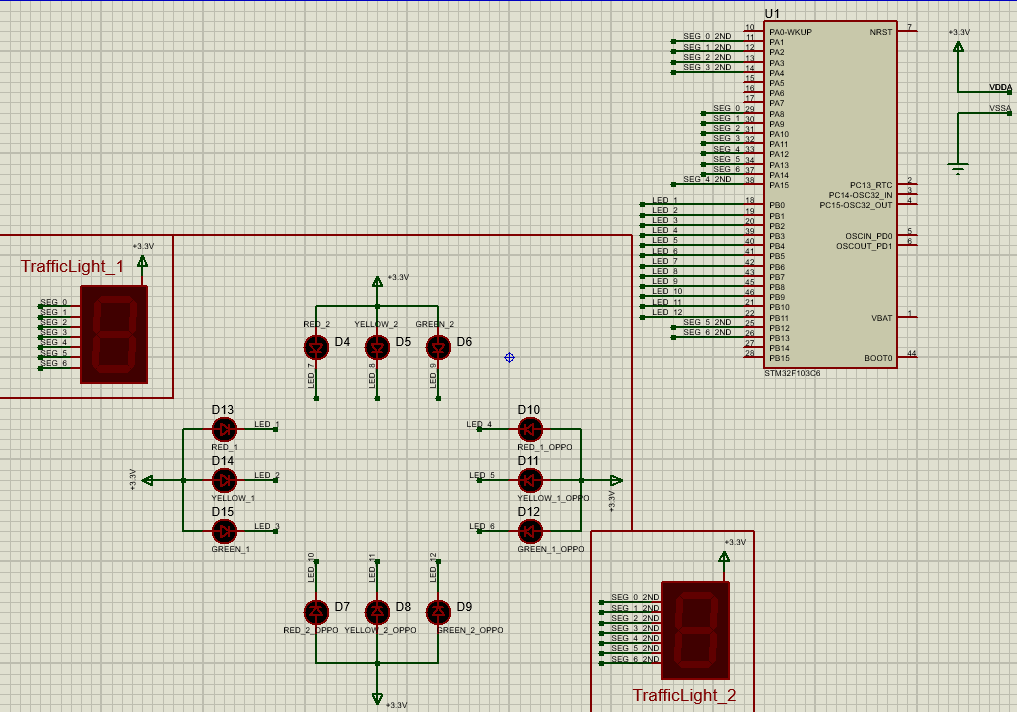 U1
10 PA0-WKUP
SEG_0_2ND 11 PA1
SEG_1_2ND 12 PA2
SEG_2_2ND 13 PA3
SEG_3_2ND 14 PA4
15 PA5
16 PA6
17 PA7
SEG_0 29 PA8
SEG_1 30 PA9
SEG_2 31 PA10
SEG_3 32 PA11
SEG_4 33 PA12
SEG_5 34 PA13
SEG_6 37 PA14
SEG_4_2ND 38 PA15
LED_1 18 PB0
LED_2 19 PB1
LED_3 20 PB2
LED_4 39 PB3
LED_5 40 PB4
LED_6 41 PB5
LED_7 42 PB6
LED_8 43 PB7
LED_9 45 PB8
LED_10 46 PB9
LED_11 21 PB10
LED_12 22 PB11
SEG_5_2ND 25 PB12
SEG_6_2ND 26 PB13
27 PB14
28 PB15
NRST 7
PC13_RTC 2
PC14-OSC32_IN 3
PC15-OSC32_OUT 4
OSCIN_PD0 5
OSCOUT_PD1 6
VBAT 1
BOOT0 44
STM32F103C6
+3.3V
VDDA
VSSA
TrafficLight_1
+3.3V
SEG_0
SEG_1
SEG_2
SEG_3
SEG_4
SEG_5
SEG_6
+3.3V
RED_2 YELLOW_2 GREEN_2
D4 D5 D6
LED_7 LED_8 LED_9
D13
LED_1
RED_1
D14
LED_2
YELLOW_1
D15
LED_3
GREEN_1
+3.3V
D10
LED_4
RED_1_OPPO
D11
LED_5
YELLOW_1_OPPO
D12
LED_6
GREEN_1_OPPO
+3.3V
LED_10 LED_11 LED_12
D7 D8 D9
RED_2_OPPO YELLOW_2_OPPO GREEN_2_OPPO
+3.3V
+3.3V
SEG_0_2ND
SEG_1_2ND
SEG_2_2ND
SEG_3_2ND
SEG_4_2ND
SEG_5_2ND
SEG_6_2ND
TrafficLight_2